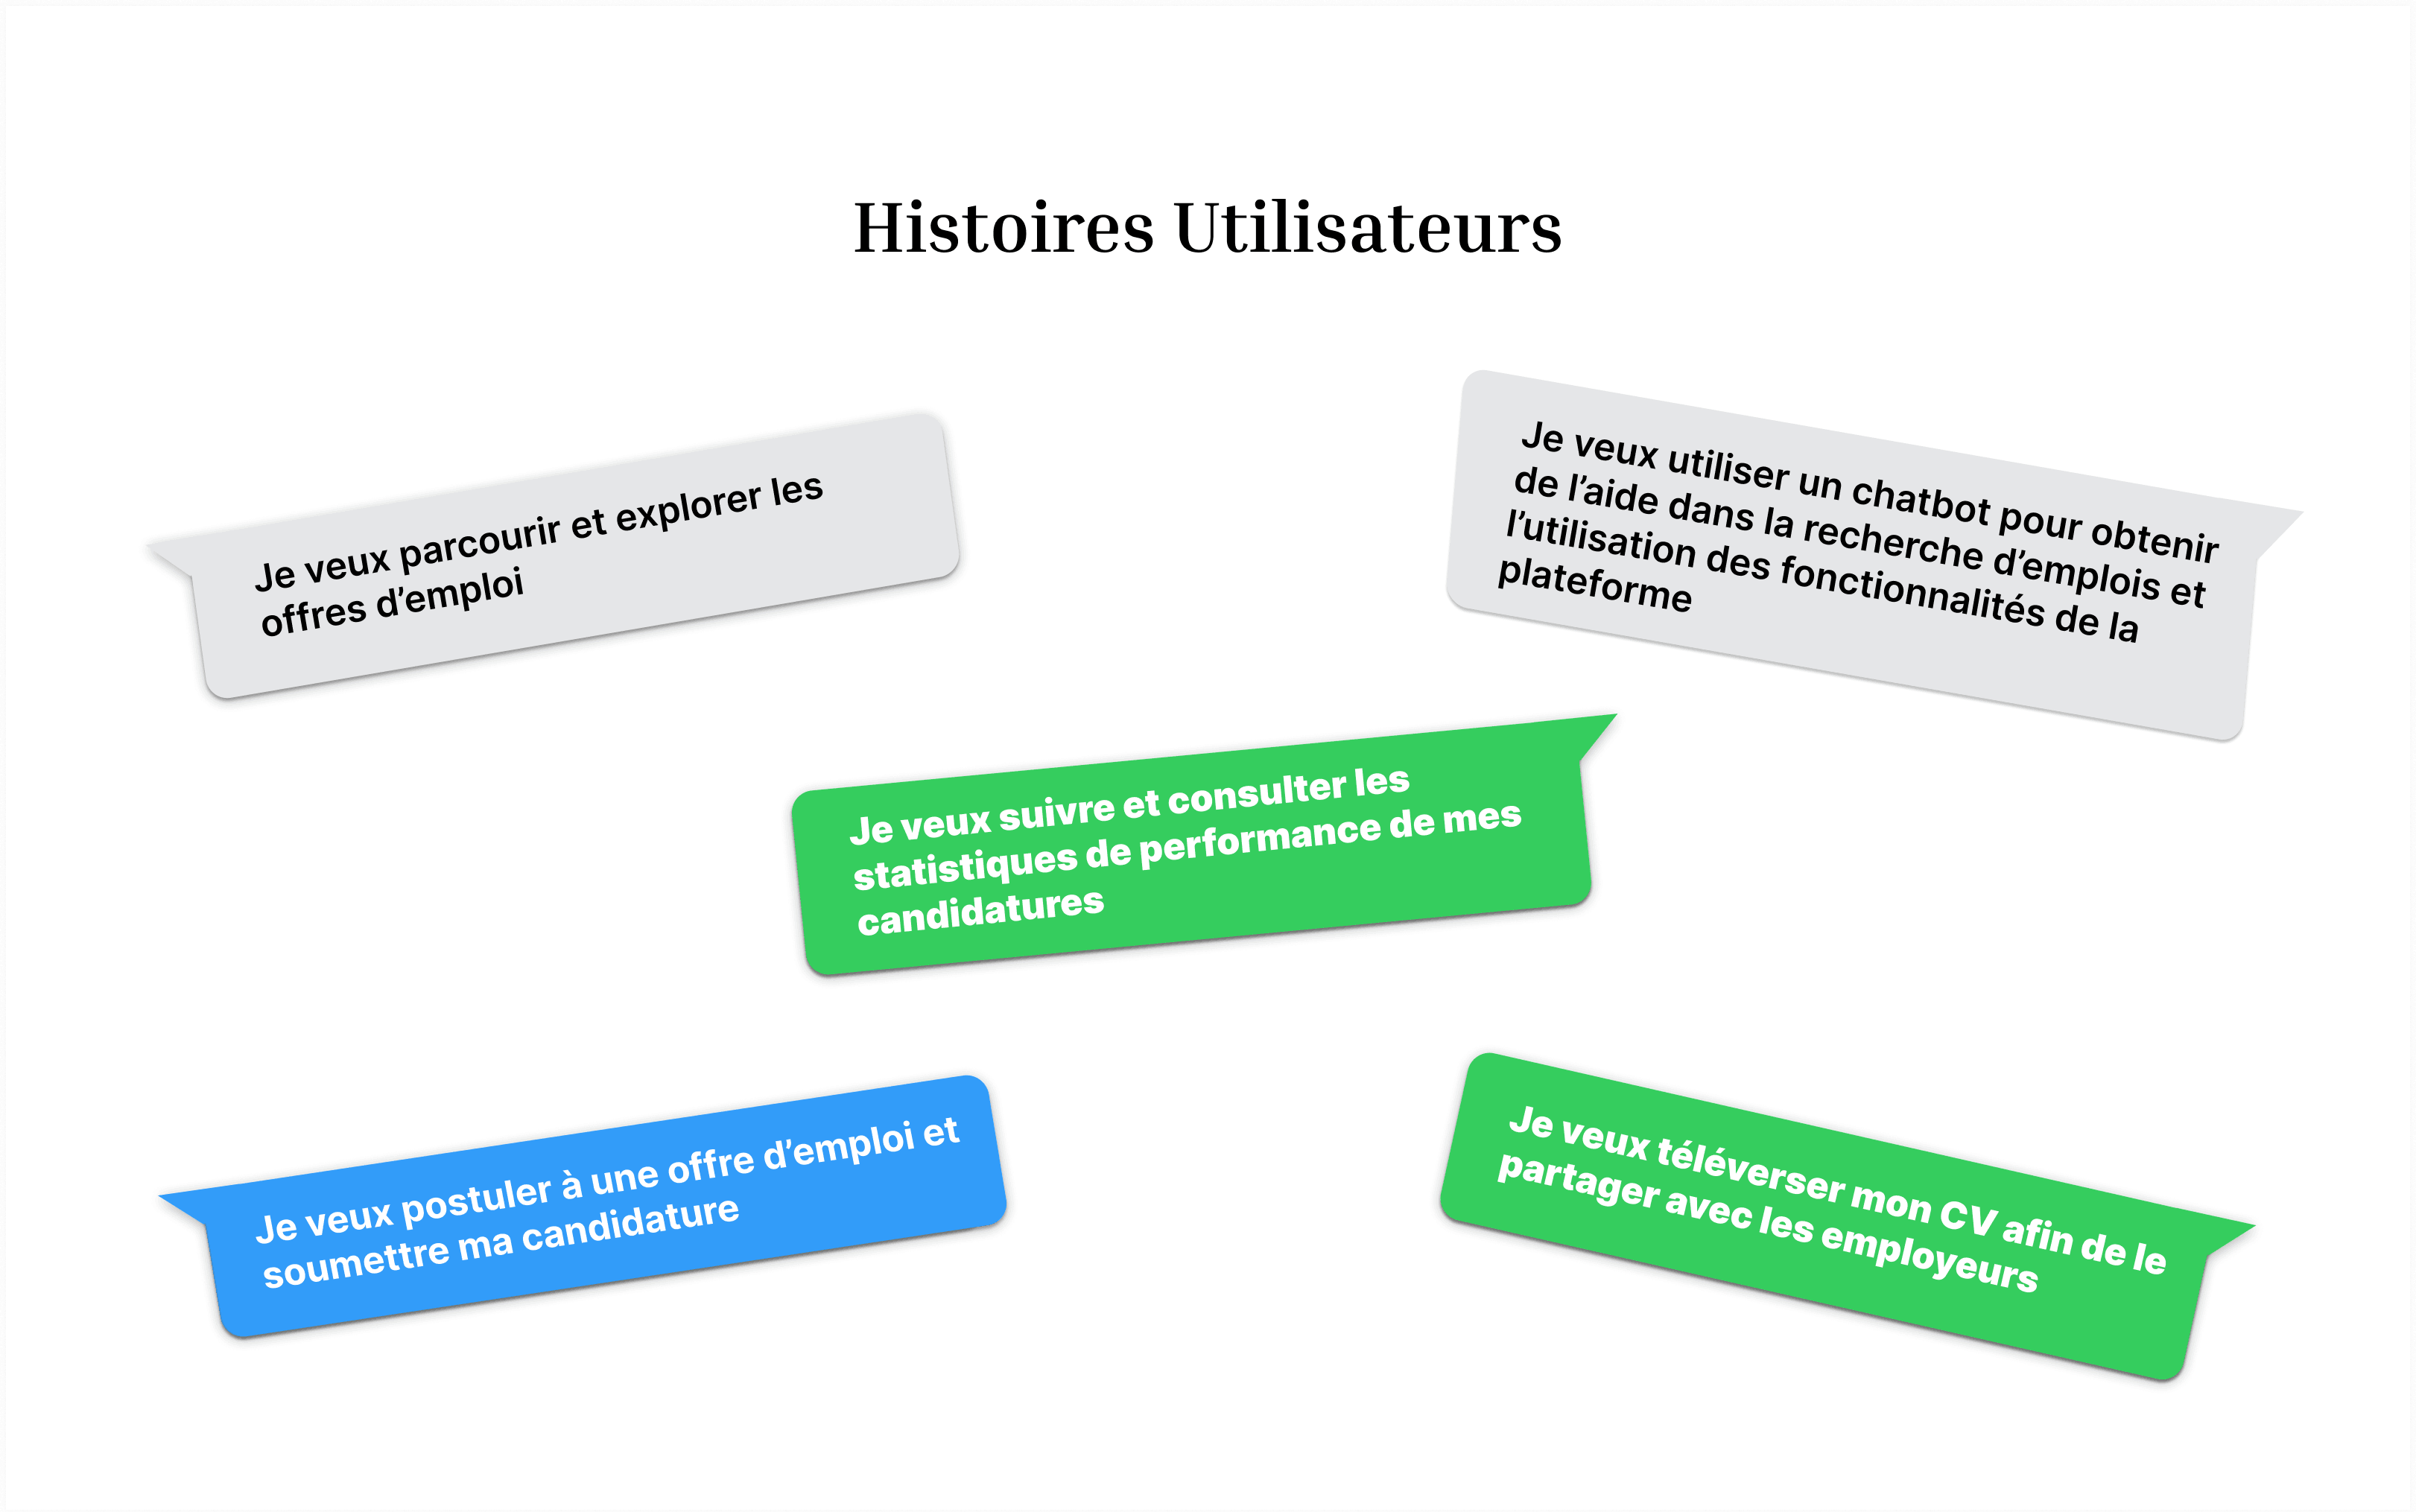 Histoires Utilisateurs
Je veux parcourir et explorer les
offres d’emploi
Je veux utiliser un chatbot pour obtenir
de l’aide dans la recherche d’emplois et
l’utilisation des fonctionnalités de la
plateforme
Je veux suivre et consulter les
statistiques de performance de mes
candidatures
Je veux postuler à une offre d’emploi et
soumettre ma candidature
Je veux téléverser mon CV afin de le
partager avec les employeurs